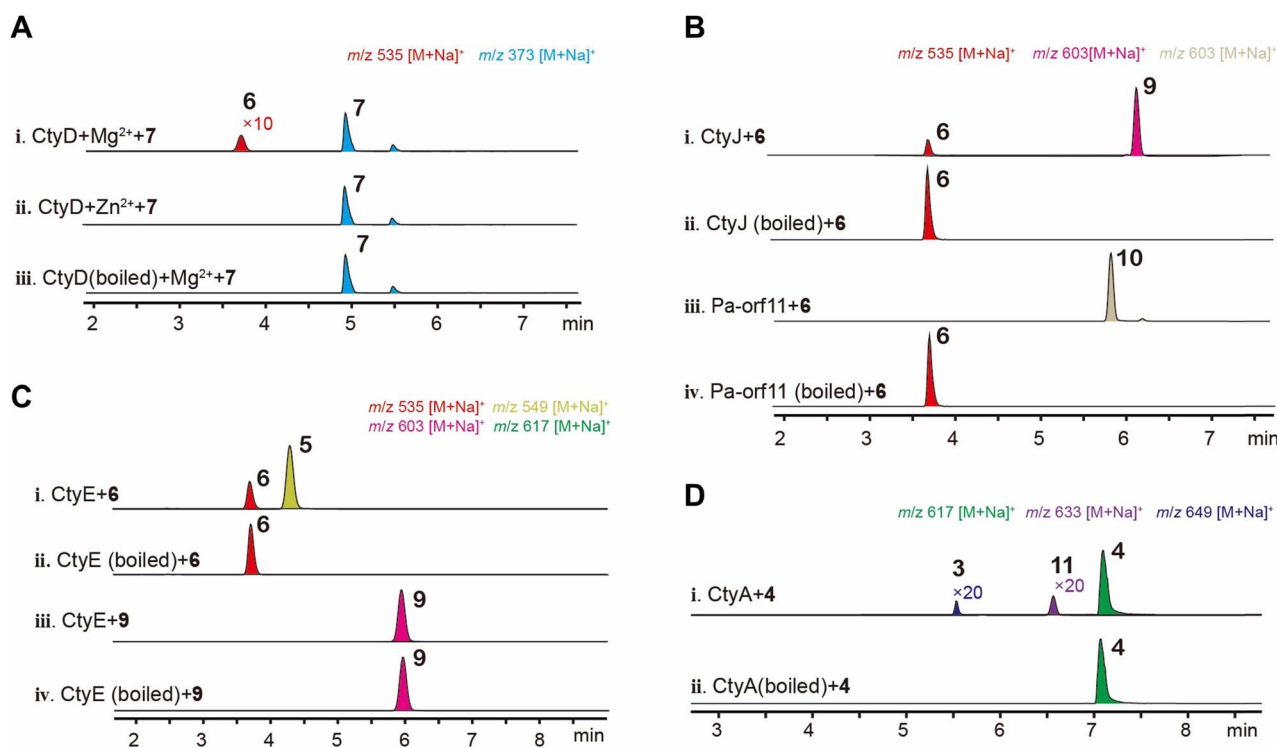 A
m/z 535 [M+Na]⁺ m/z 373 [M+Na]⁺
6
×10
7
i. CtyD+Mg²⁺+7
7
ii. CtyD+Zn²⁺+7
7
iii. CtyD(boiled)+Mg²⁺+7
2 3 4 5 6 7 min
B
m/z 535 [M+Na]⁺ m/z 603[M+Na]⁺ m/z 603 [M+Na]⁺
9
6
i. CtyJ+6
6
ii. CtyJ (boiled)+6
10
iii. Pa-orf11+6
6
iv. Pa-orf11 (boiled)+6
2 3 4 5 6 7 min
C
m/z 535 [M+Na]⁺ m/z 549 [M+Na]⁺
m/z 603 [M+Na]⁺ m/z 617 [M+Na]⁺
5
6
i. CtyE+6
6
ii. CtyE (boiled)+6
9
iii. CtyE+9
9
iv. CtyE (boiled)+9
2 3 4 5 6 7 8 min
D
m/z 617 [M+Na]⁺ m/z 633 [M+Na]⁺ m/z 649 [M+Na]⁺
3 11 4
×20 ×20
i. CtyA+4
4
ii. CtyA(boiled)+4
3 4 5 6 7 8 min